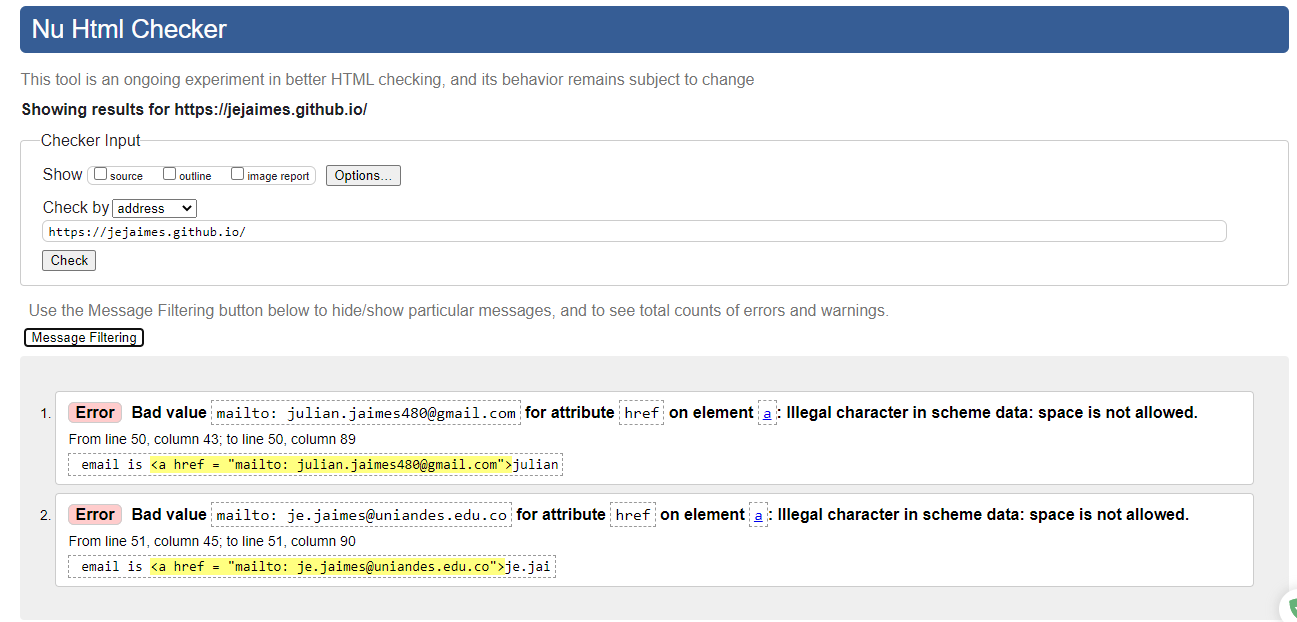 Nu Html Checker
This tool is an ongoing experiment in better HTML checking, and its behavior remains subject to change
Showing results for https://jejaimes.github.io/
Checker Input
Show source outline image report Options...
Check by address
https://jejaimes.github.io/
Check
Use the Message Filtering button below to hide/show particular messages, and to see total counts of errors and warnings.
Message Filtering
1. Error Bad value mailto: julian.jaimes480@gmail.com for attribute href on element a: Illegal character in scheme data: space is not allowed.
From line 50, column 43; to line 50, column 89
email is <a href = "mailto: julian.jaimes480@gmail.com">julian
2. Error Bad value mailto: je.jaimes@uniandes.edu.co for attribute href on element a: Illegal character in scheme data: space is not allowed.
From line 51, column 45; to line 51, column 90
email is <a href = "mailto: je.jaimes@uniandes.edu.co">je.jai